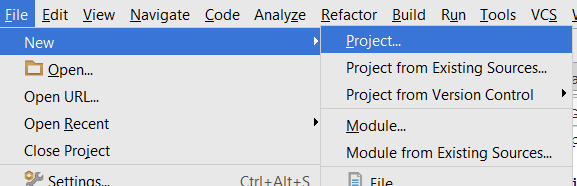 File Edit View Navigate Code Analyze Refactor Build Run Tools VCS
New
Project...
Open...
Project from Existing Sources...
Open URL...
Project from Version Control
Open Recent
Module...
Close Project
Module from Existing Sources...
Settings... Ctrl+Alt+S
File